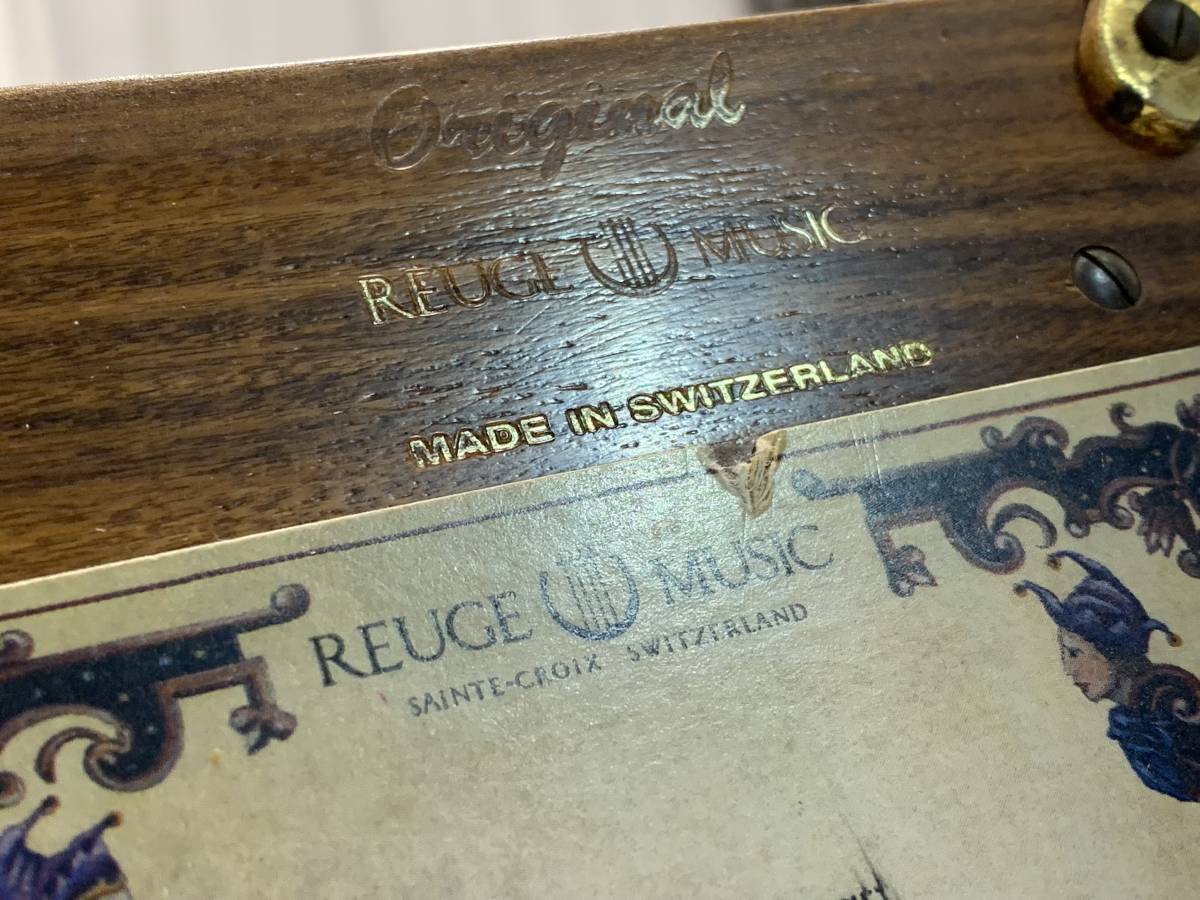 Original
REUGE MUSIC
MADE IN SWITZERLAND
REUGE MUSIC
SAINTE-CROIX SWITZERLAND